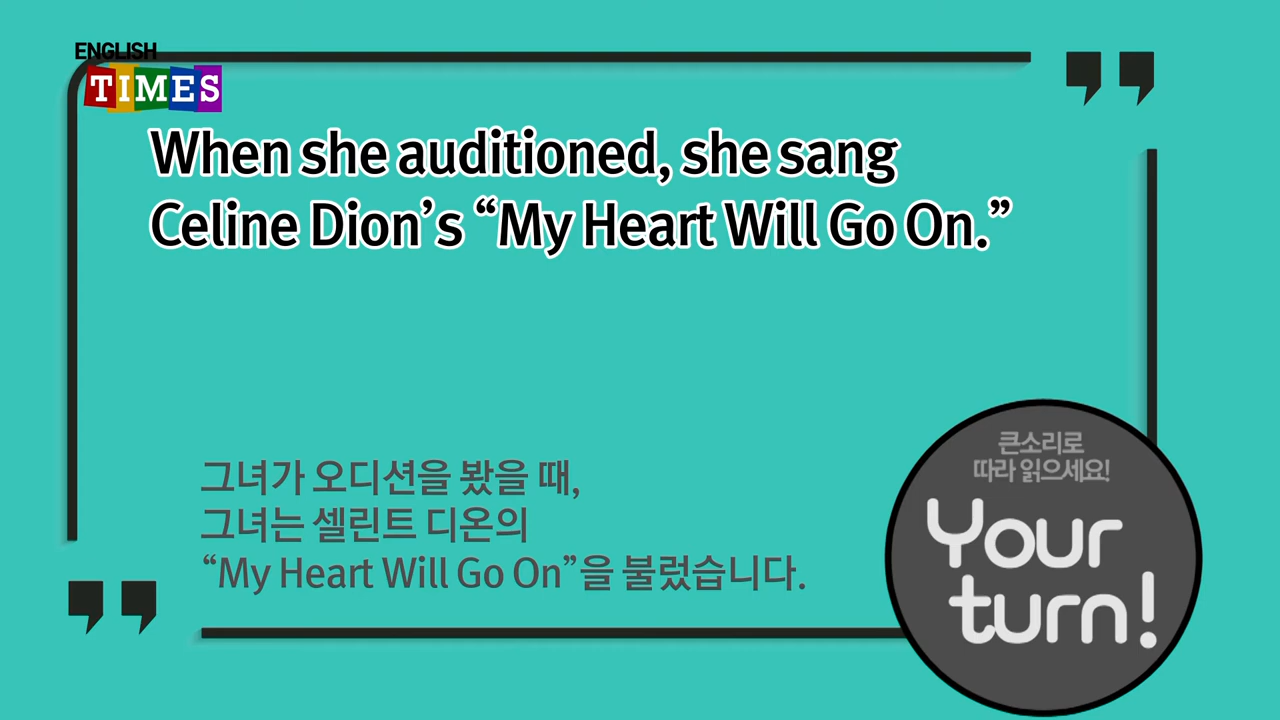 ENGLISH
TIMES
When she auditioned, she sang
Celine Dion’s “My Heart Will Go On.”
그녀가 오디션을 봤을 때,
그녀는 셀린트 디온의
“My Heart Will Go On”을 불렀습니다.
큰소리로
따라 읽으세요!
Your
turn!